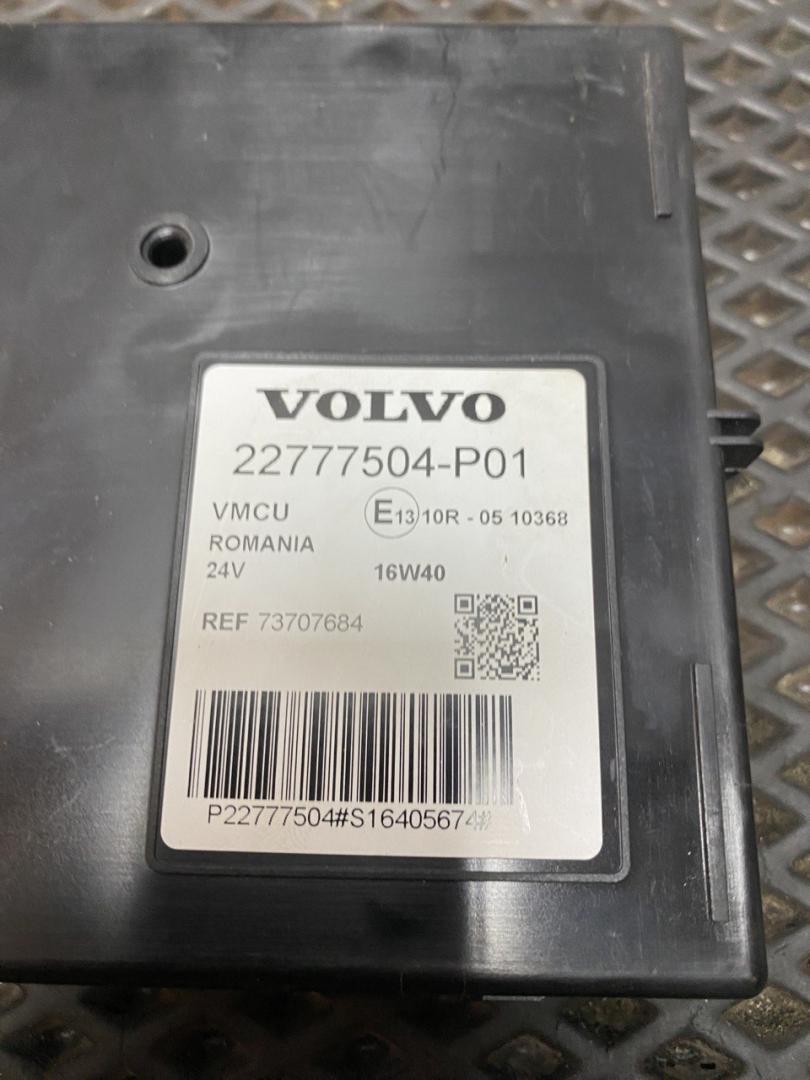 VOLVO
22777504-P01
VMCU E13 10R - 05 10368
ROMANIA
24V 16W40
REF 73707684
P22777504#S16405674#